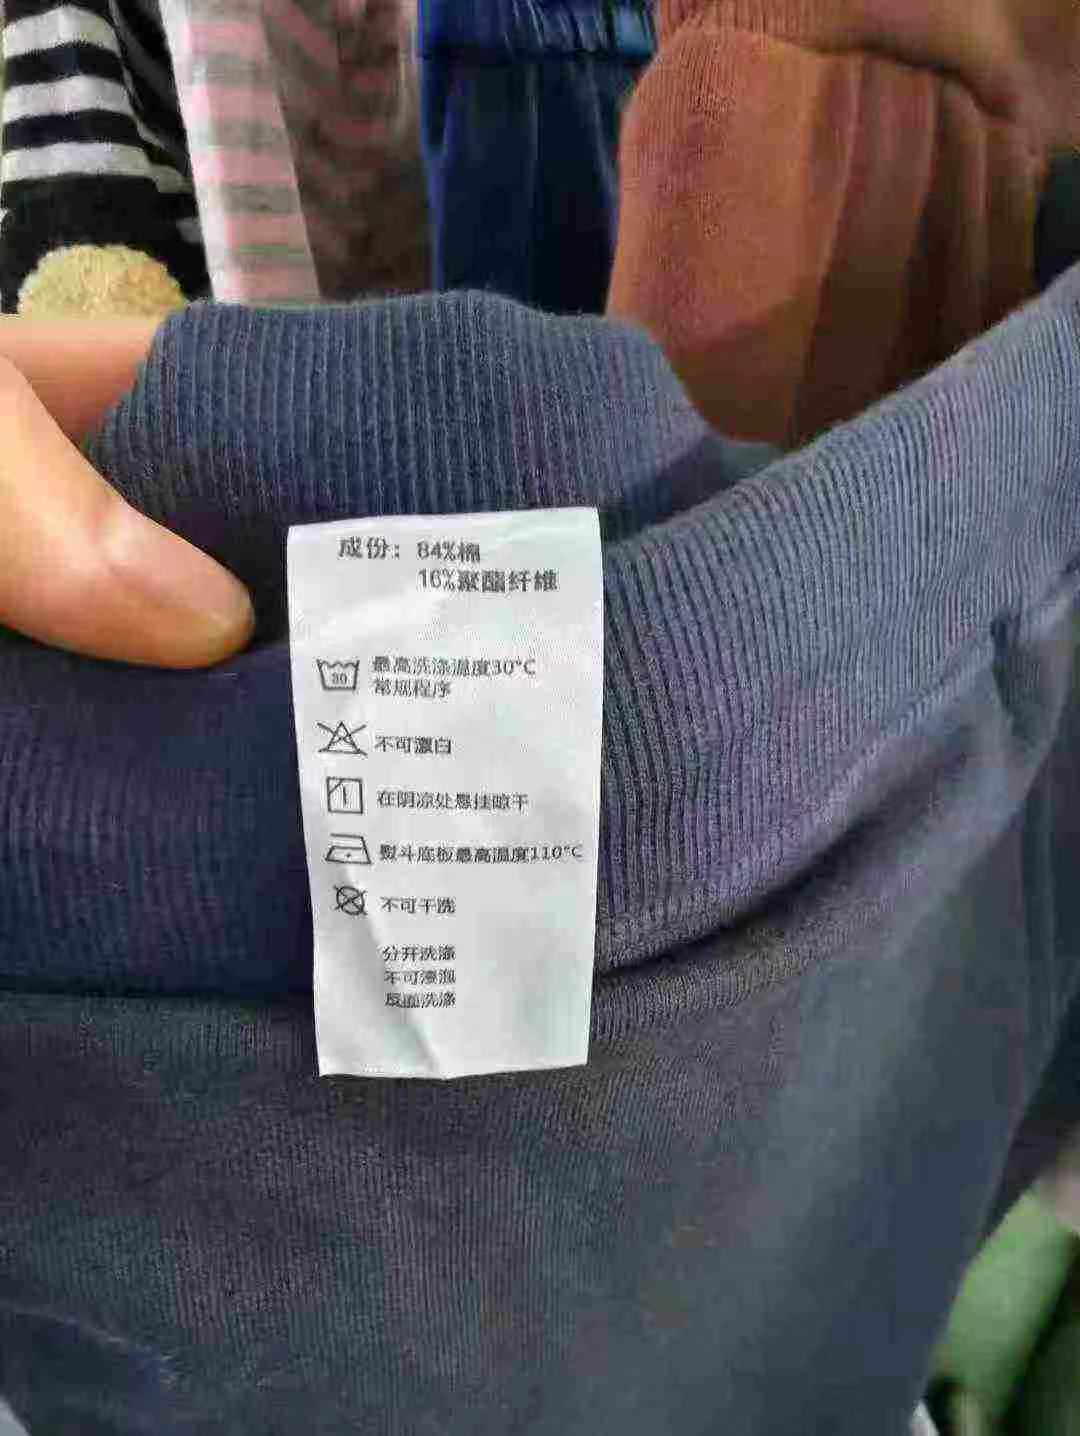 成份：84%棉
16%聚酯纤维
30
最高洗涤温度30°C
常规程序
不可漂白
在阴凉处悬挂晾干
熨斗底板最高温度110°C
不可干洗
分开洗涤
不可浸泡
反面洗涤